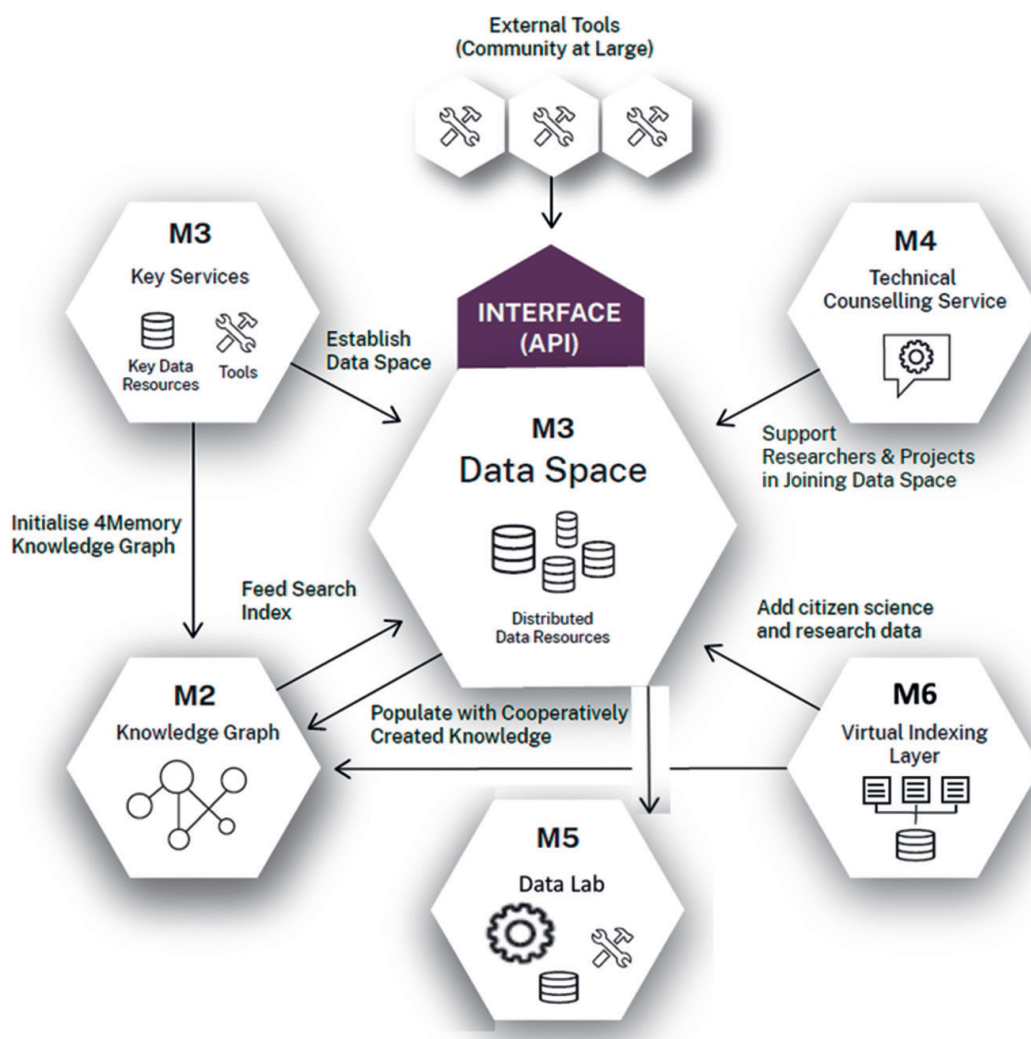 External Tools
(Community at Large)
M3
Key Services
Key Data
Resources
Tools
Establish
Data Space
INTERFACE
(API)
M4
Technical
Counselling Service
M3
Data Space
Distributed
Data Resources
Support
Researchers & Projects
in Joining Data Space
Initialise 4Memory
Knowledge Graph
Feed Search
Index
Add citizen science
and research data
M2
Knowledge Graph
Populate with Cooperatively
Created Knowledge
M6
Virtual Indexing
Layer
M5
Data Lab